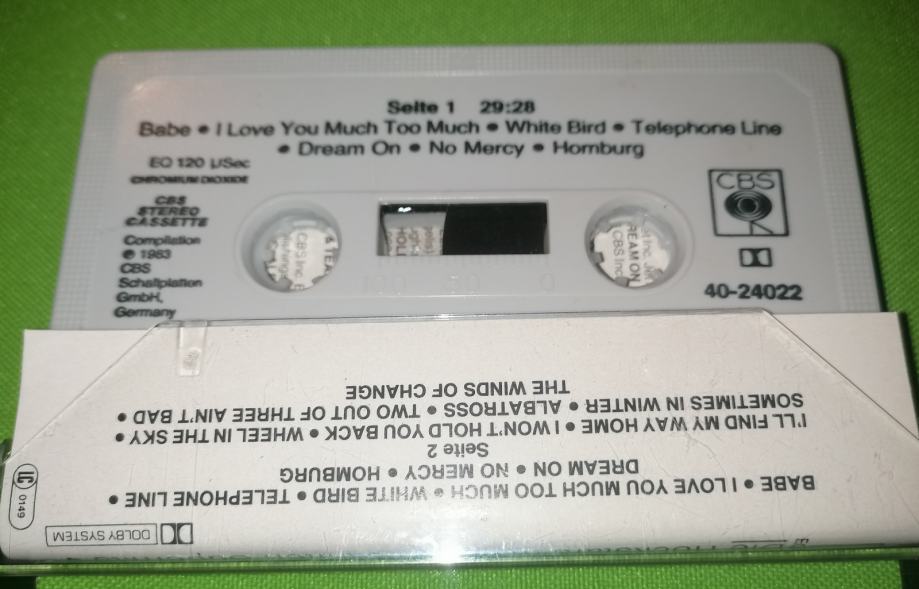 Seite 1 29:28
Babe • I Love You Much Too Much • White Bird • Telephone Line
• Dream On • No Mercy • Homburg
EQ 120 µSec
CHROMIUM DIOXIDE
CBS
STEREO
CASSETTE
Compilation
℗ 1983
CBS
Schallplatten
GmbH,
Germany
CBS
40-24022
50 0
DOLBY SYSTEM
LC 0149
BABE • I LOVE YOU MUCH TOO MUCH • WHITE BIRD • TELEPHONE LINE •
DREAM ON • NO MERCY • HOMBURG
Seite 2
I'LL FIND MY WAY HOME • I WON'T HOLD YOU BACK • WHEEL IN THE SKY •
SOMETIMES IN WINTER • ALBATROSS • TWO OUT OF THREE AIN'T BAD •
THE WINDS OF CHANGE